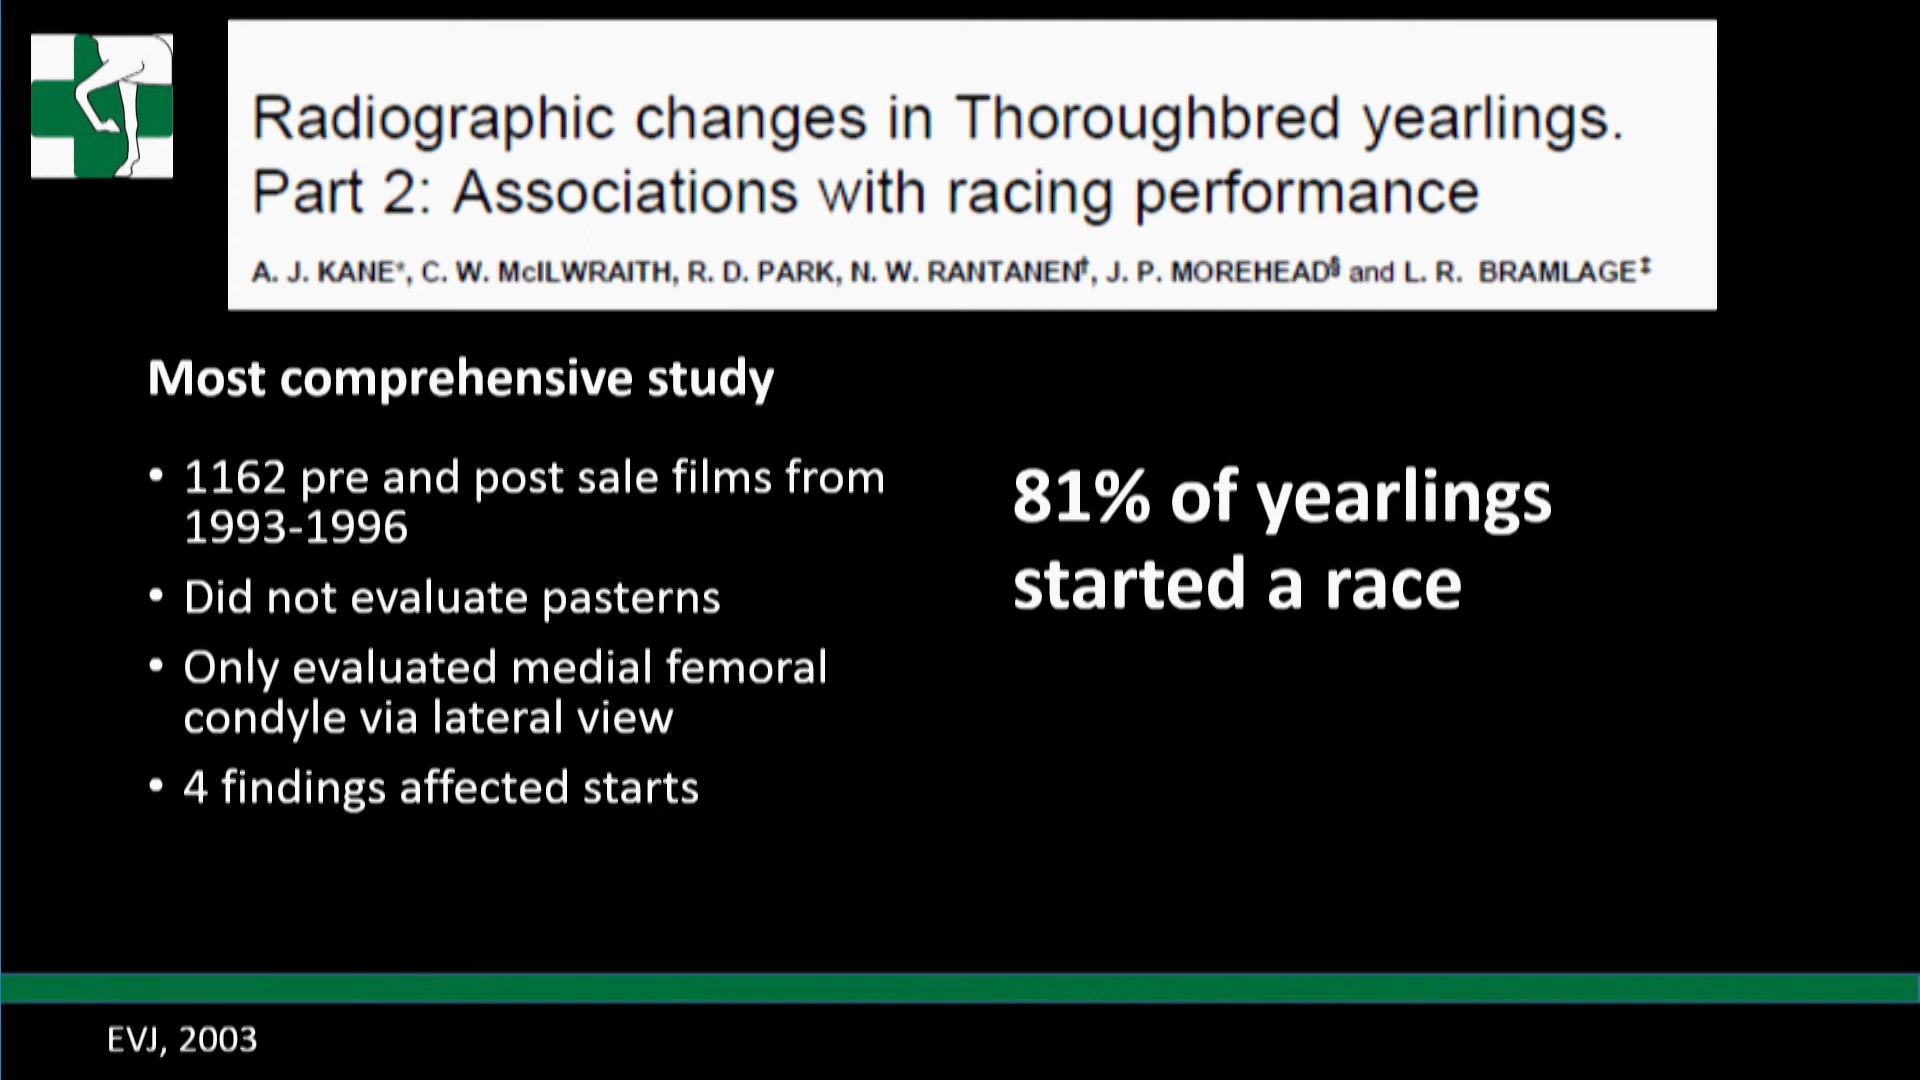 Radiographic changes in Thoroughbred yearlings.
Part 2: Associations with racing performance
A. J. KANE*, C. W. McILWRAITH, R. D. PARK, N. W. RANTANEN†, J. P. MOREHEAD§ and L. R. BRAMLAGE‡
Most comprehensive study
• 1162 pre and post sale films from
1993-1996
• Did not evaluate pasterns
• Only evaluated medial femoral
condyle via lateral view
• 4 findings affected starts
81% of yearlings
started a race
EVJ, 2003